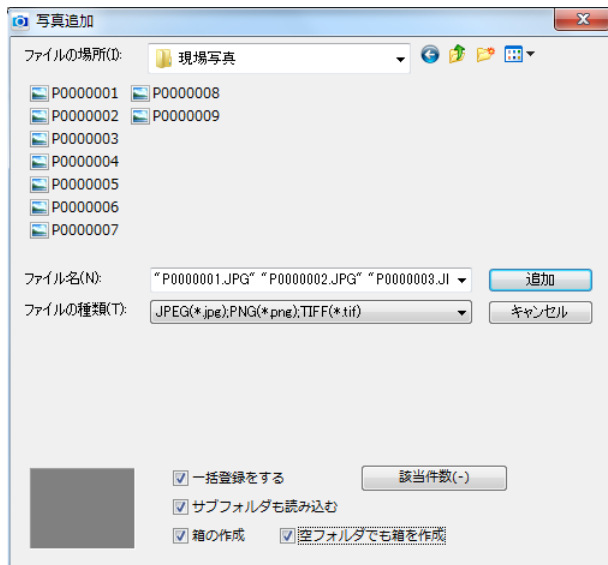 写真追加
ファイルの場所(I):
現場写真
P0000001 P0000008
P0000002 P0000009
P0000003
P0000004
P0000005
P0000006
P0000007
ファイル名(N): "P0000001.JPG" "P0000002.JPG" "P0000003.JI 追加
ファイルの種類(T): JPEG(*.jpg);PNG(*.png);TIFF(*.tif) キャンセル
一括登録をする 該当件数(-)
サブフォルダも読み込む
箱の作成 空フォルダでも箱を作成